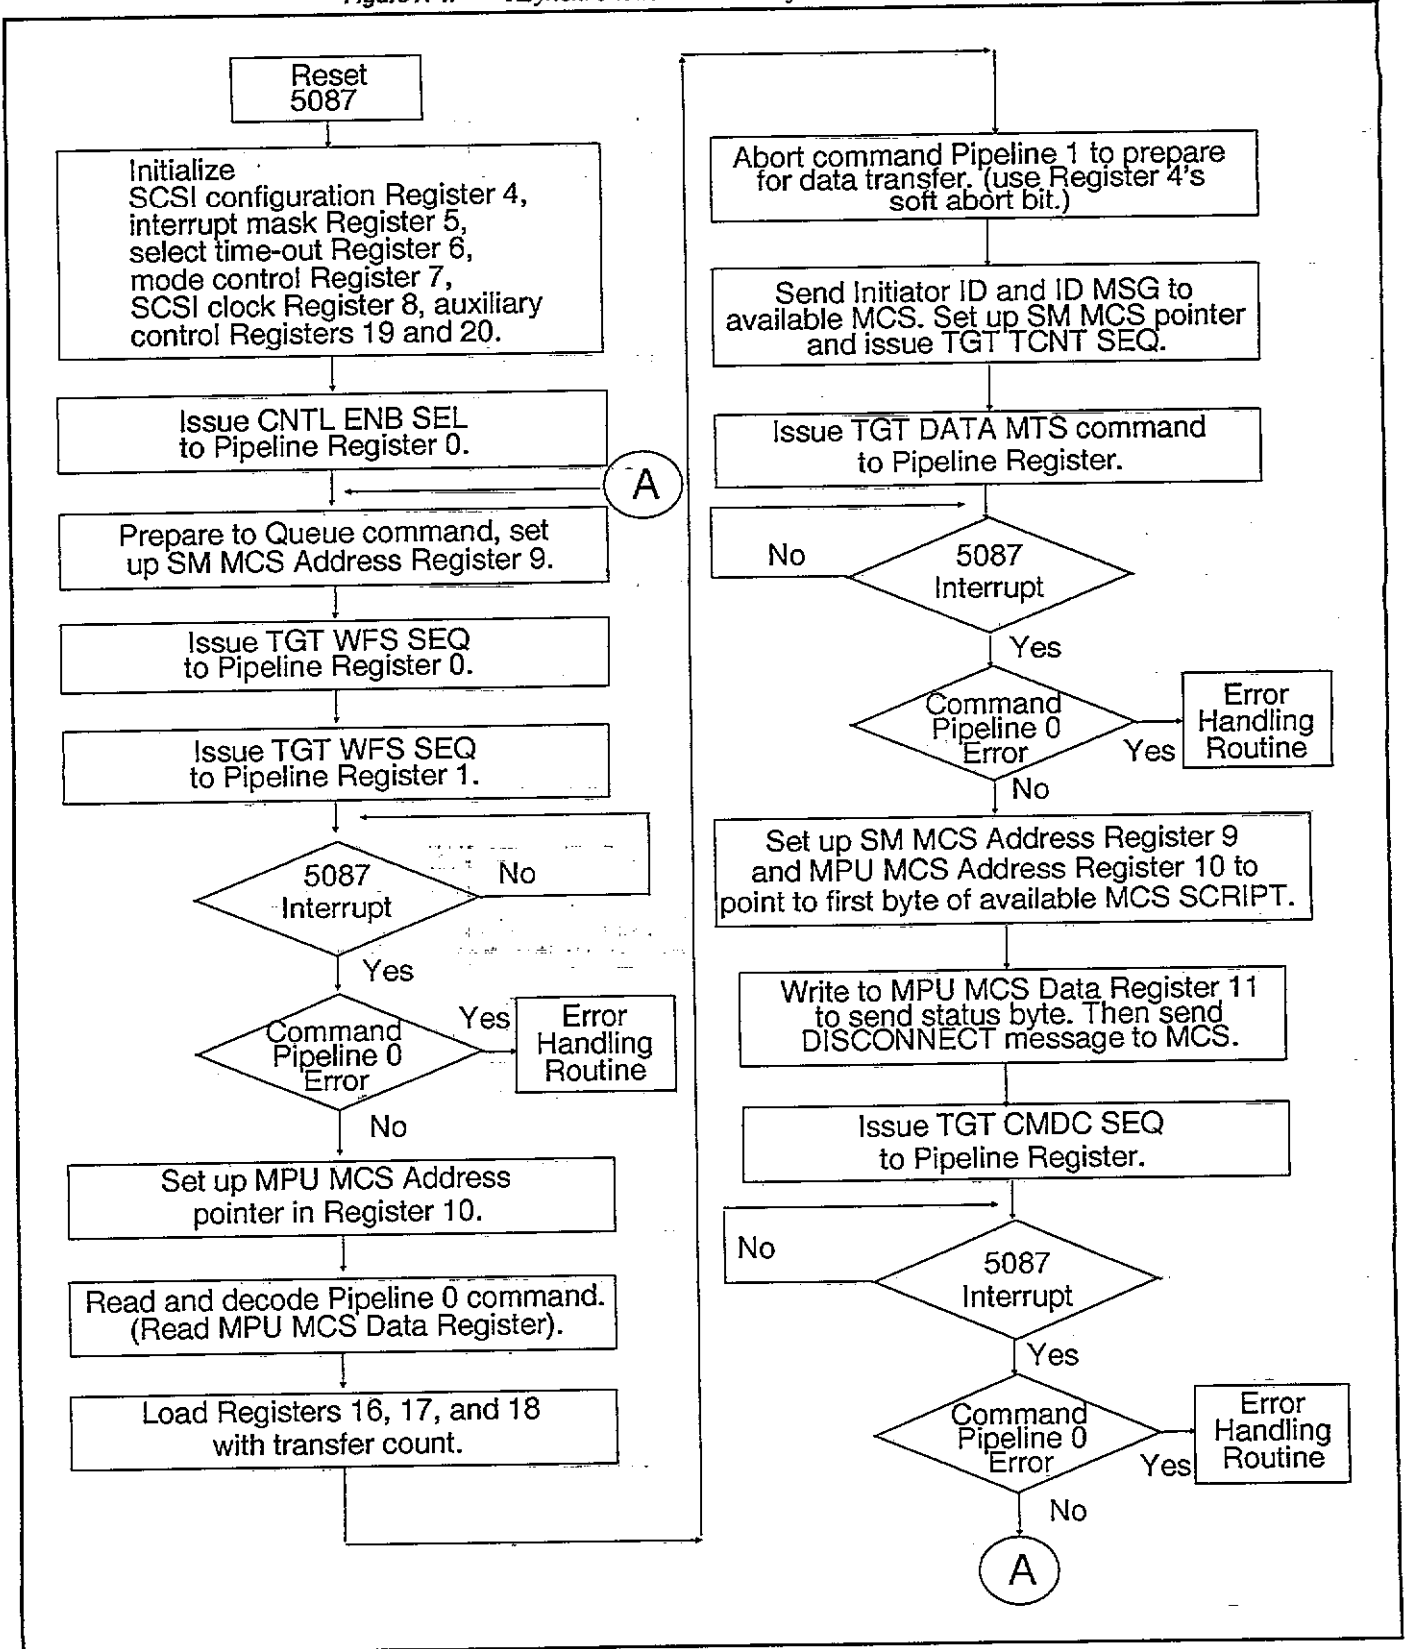 Reset
5087
Initialize
SCSI configuration Register 4,
interrupt mask Register 5,
select time-out Register 6,
mode control Register 7,
SCSI clock Register 8, auxiliary
control Registers 19 and 20.
Issue CNTL ENB SEL
to Pipeline Register 0.
A
Prepare to Queue command, set
up SM MCS Address Register 9.
Issue TGT WFS SEQ
to Pipeline Register 0.
Issue TGT WFS SEQ
to Pipeline Register 1.
5087
Interrupt
No
Yes
Command
Pipeline 0
Error
Yes
Error
Handling
Routine
No
Set up MPU MCS Address
pointer in Register 10.
Read and decode Pipeline 0 command.
(Read MPU MCS Data Register).
Load Registers 16, 17, and 18
with transfer count.
Abort command Pipeline 1 to prepare
for data transfer. (use Register 4's
soft abort bit.)
Send Initiator ID and ID MSG to
available MCS. Set up SM MCS pointer
and issue TGT TCNT SEQ.
Issue TGT DATA MTS command
to Pipeline Register.
No
5087
Interrupt
Yes
Command
Pipeline 0
Error
Yes
Error
Handling
Routine
No
Set up SM MCS Address Register 9
and MPU MCS Address Register 10 to
point to first byte of available MCS SCRIPT.
Write to MPU MCS Data Register 11
to send status byte. Then send
DISCONNECT message to MCS.
Issue TGT CMDC SEQ
to Pipeline Register.
No
5087
Interrupt
Yes
Command
Pipeline 0
Error
Yes
Error
Handling
Routine
No
A